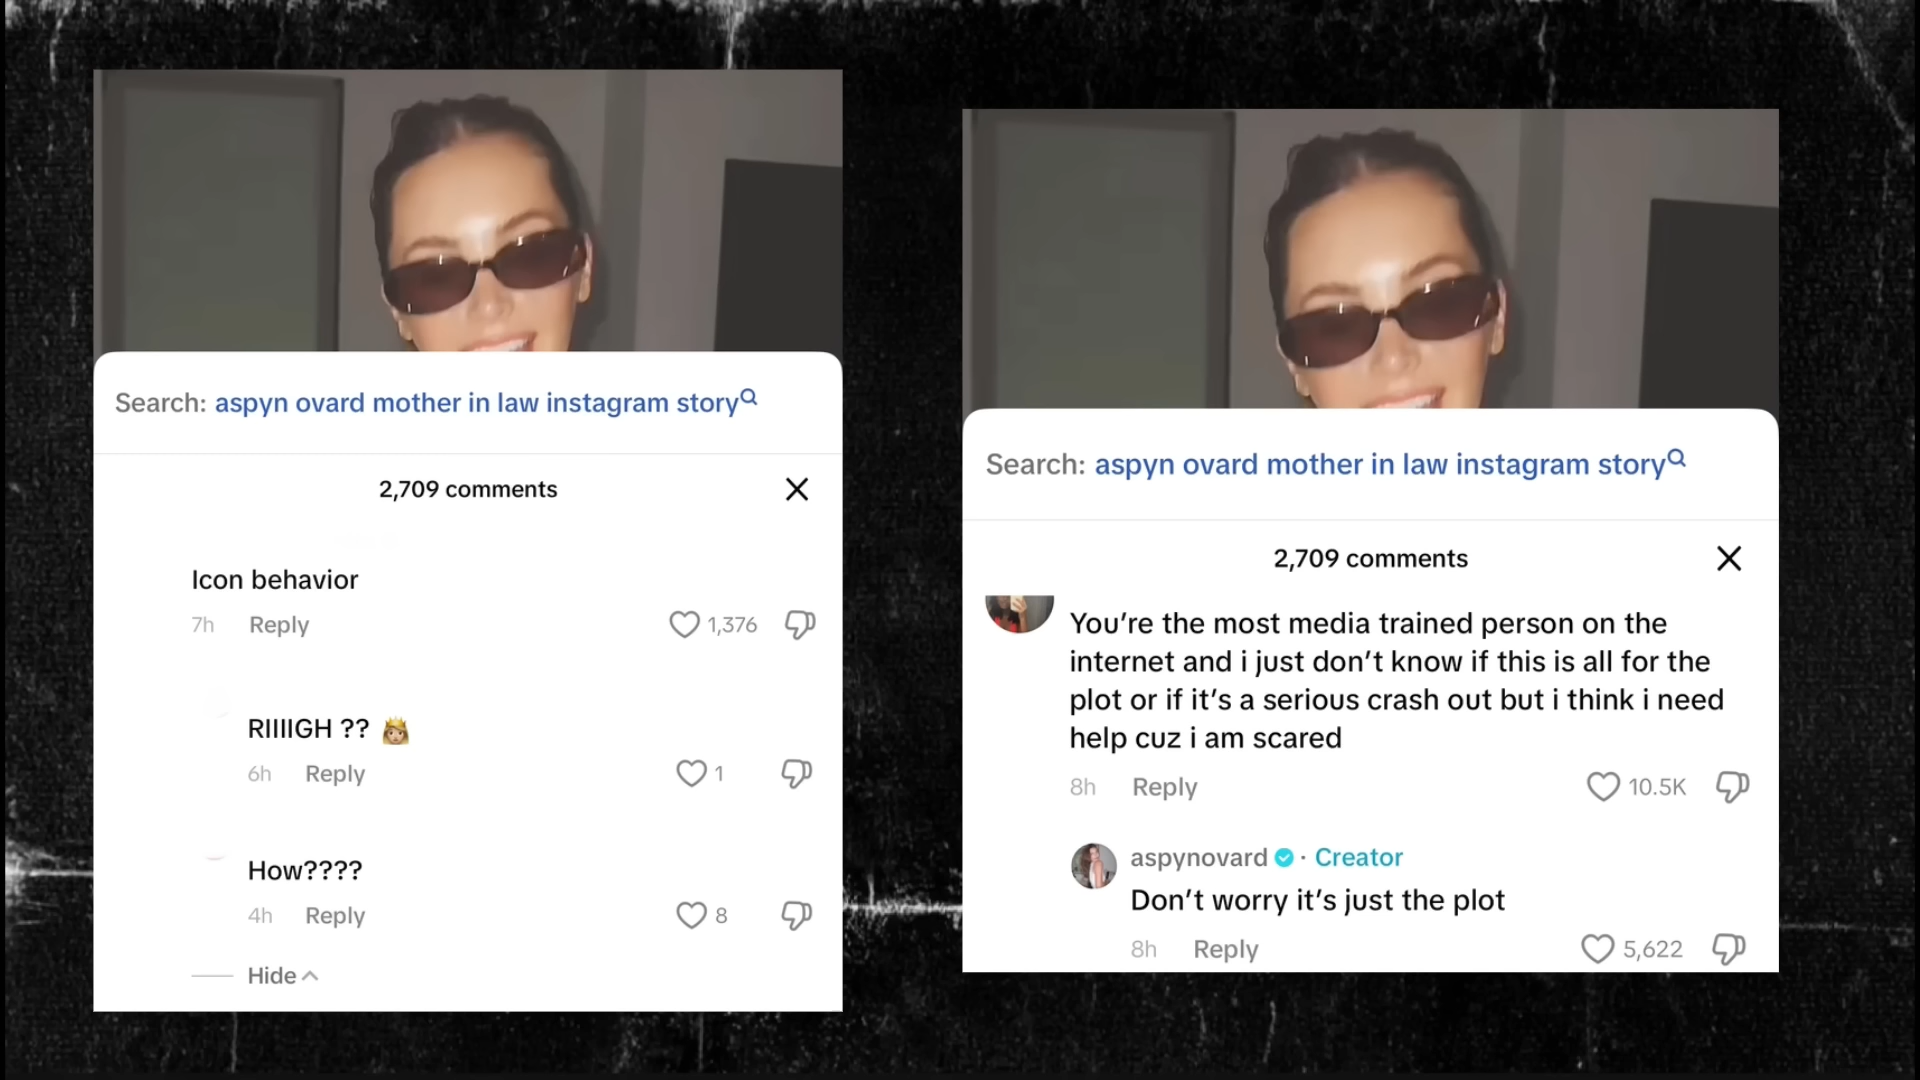 Search: aspyn ovard mother in law instagram story
2,709 comments
Icon behavior
7h Reply 1,376
RIIIIGH ?? 👸🏼
6h Reply 1
How????
4h Reply 8
Hide
Search: aspyn ovard mother in law instagram story
2,709 comments
You’re the most media trained person on the
internet and i just don’t know if this is all for the
plot or if it’s a serious crash out but i think i need
help cuz i am scared
8h Reply 10.5K
aspynovard · Creator
Don’t worry it’s just the plot
8h Reply 5,622